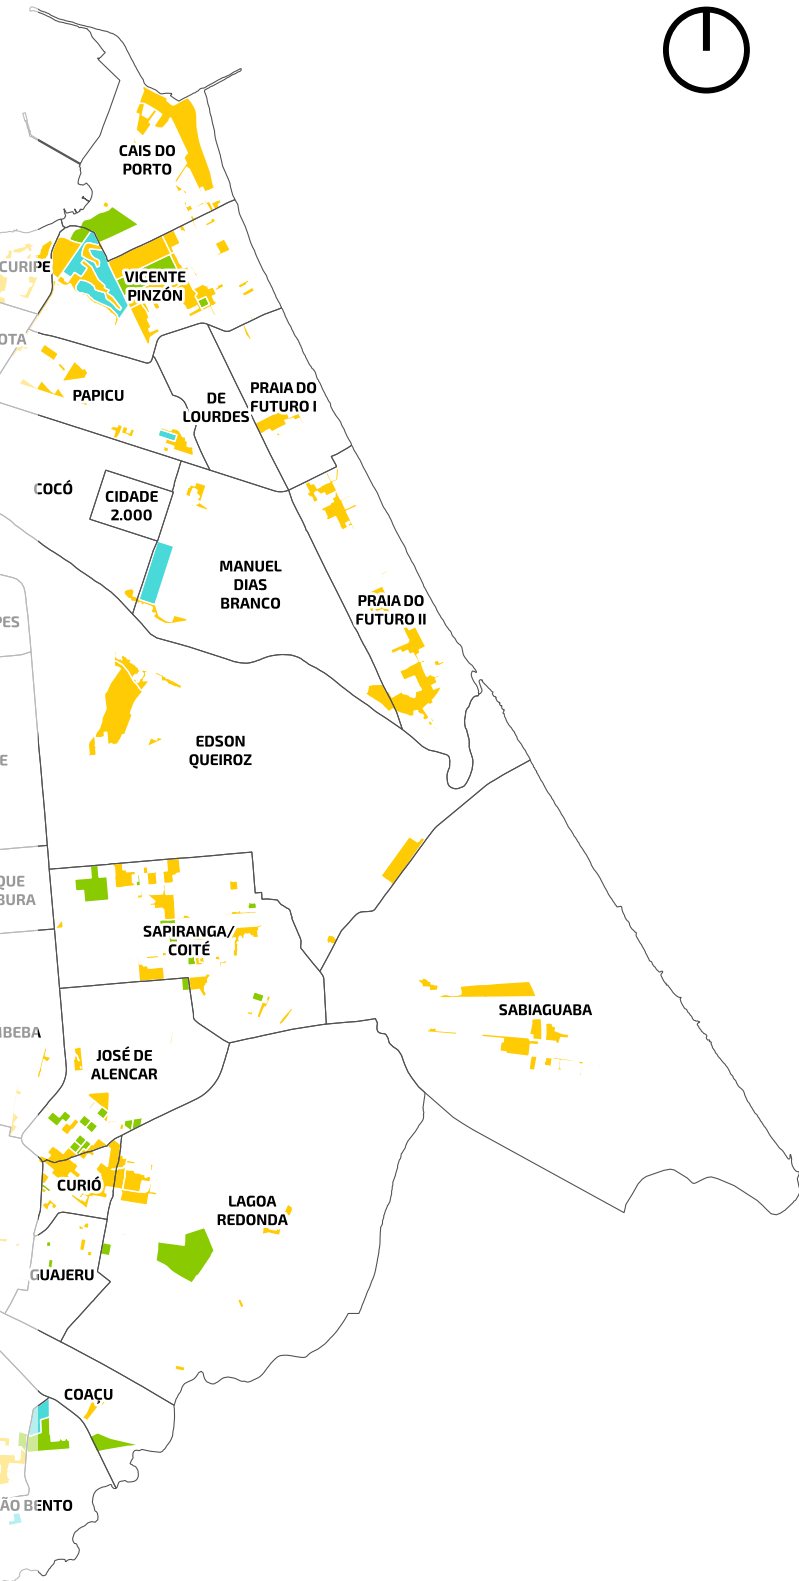 CAIS DO
PORTO
CURIPE
VICENTE
PINZÓN
OTA
PAPICU
DE
LOURDES
PRAIA DO
FUTURO I
COCÓ
CIDADE
2.000
MANUEL
DIAS
BRANCO
PRAIA DO
FUTURO II
PES
EDSON
QUEIROZ
E
QUE
BURA
SAPIRANGA/
COITÉ
SABIAGUABA
IBEBA
JOSÉ DE
ALENCAR
CURIÓ
LAGOA
REDONDA
GUAJERU
COAÇU
ÃO BENTO